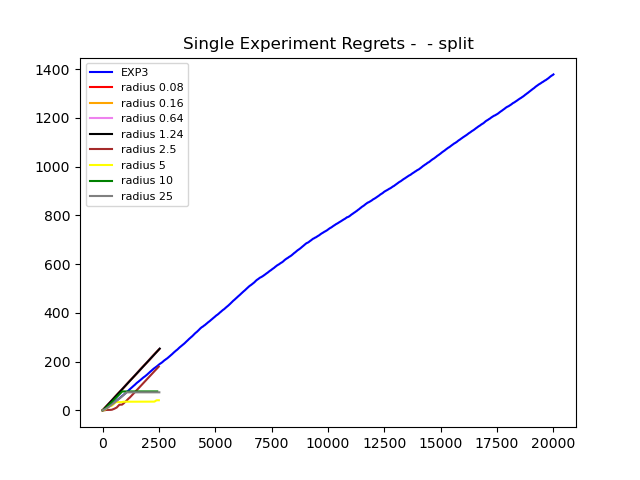 Single Experiment Regrets -  - split
1400
1200
1000
800
600
400
200
0
EXP3
radius 0.08
radius 0.16
radius 0.64
radius 1.24
radius 2.5
radius 5
radius 10
radius 25
0 2500 5000 7500 10000 12500 15000 17500 20000